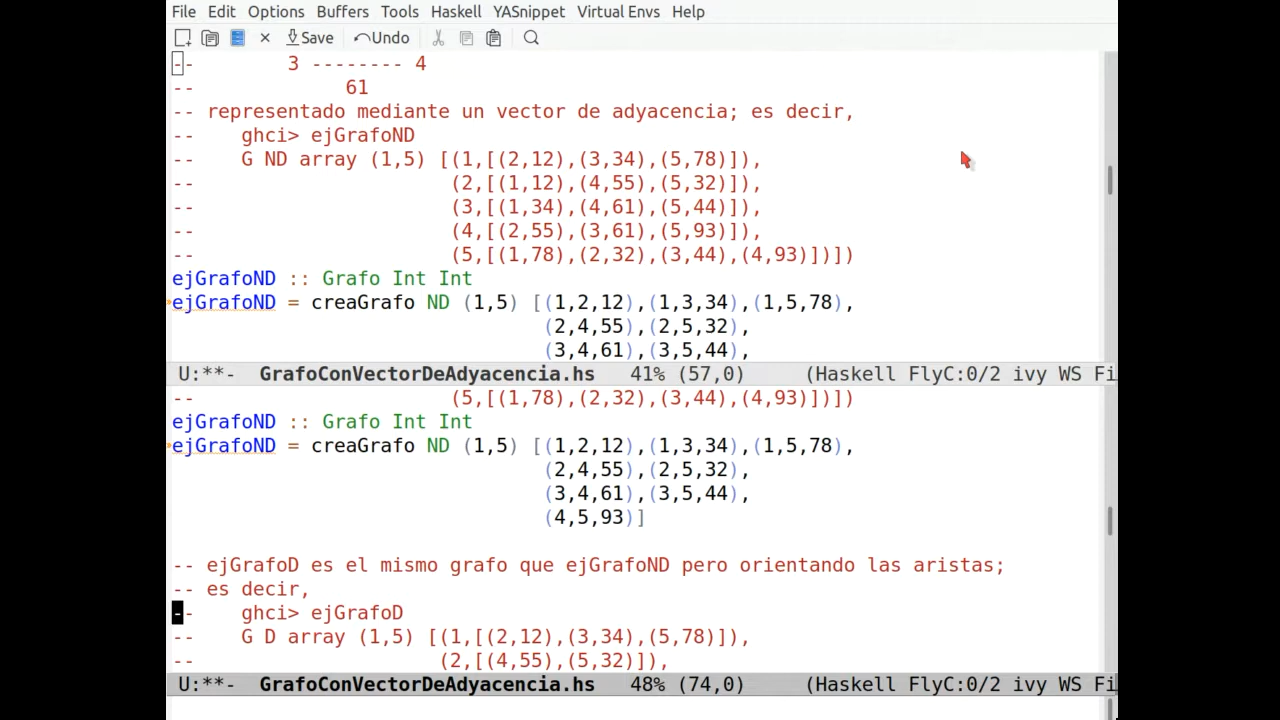 File Edit Options Buffers Tools Haskell YASnippet Virtual Envs Help
Save Undo
-- 3 -------- 4
-- 61
-- representado mediante un vector de adyacencia; es decir,
-- ghci> ejGrafoND
-- G ND array (1,5) [(1,[(2,12),(3,34),(5,78)]),
-- (2,[(1,12),(4,55),(5,32)]),
-- (3,[(1,34),(4,61),(5,44)]),
-- (4,[(2,55),(3,61),(5,93)]),
-- (5,[(1,78),(2,32),(3,44),(4,93)])])
ejGrafoND :: Grafo Int Int
ejGrafoND = creaGrafo ND (1,5) [(1,2,12),(1,3,34),(1,5,78),
(2,4,55),(2,5,32),
(3,4,61),(3,5,44),
U:**- GrafoConVectorDeAdyacencia.hs 41% (57,0) (Haskell FlyC:0/2 ivy WS Fi
-- (5,[(1,78),(2,32),(3,44),(4,93)])])
ejGrafoND :: Grafo Int Int
ejGrafoND = creaGrafo ND (1,5) [(1,2,12),(1,3,34),(1,5,78),
(2,4,55),(2,5,32),
(3,4,61),(3,5,44),
(4,5,93)]
-- ejGrafoD es el mismo grafo que ejGrafoND pero orientando las aristas;
-- es decir,
-- ghci> ejGrafoD
-- G D array (1,5) [(1,[(2,12),(3,34),(5,78)]),
-- (2,[(4,55),(5,32)]),
U:**- GrafoConVectorDeAdyacencia.hs 48% (74,0) (Haskell FlyC:0/2 ivy WS Fi